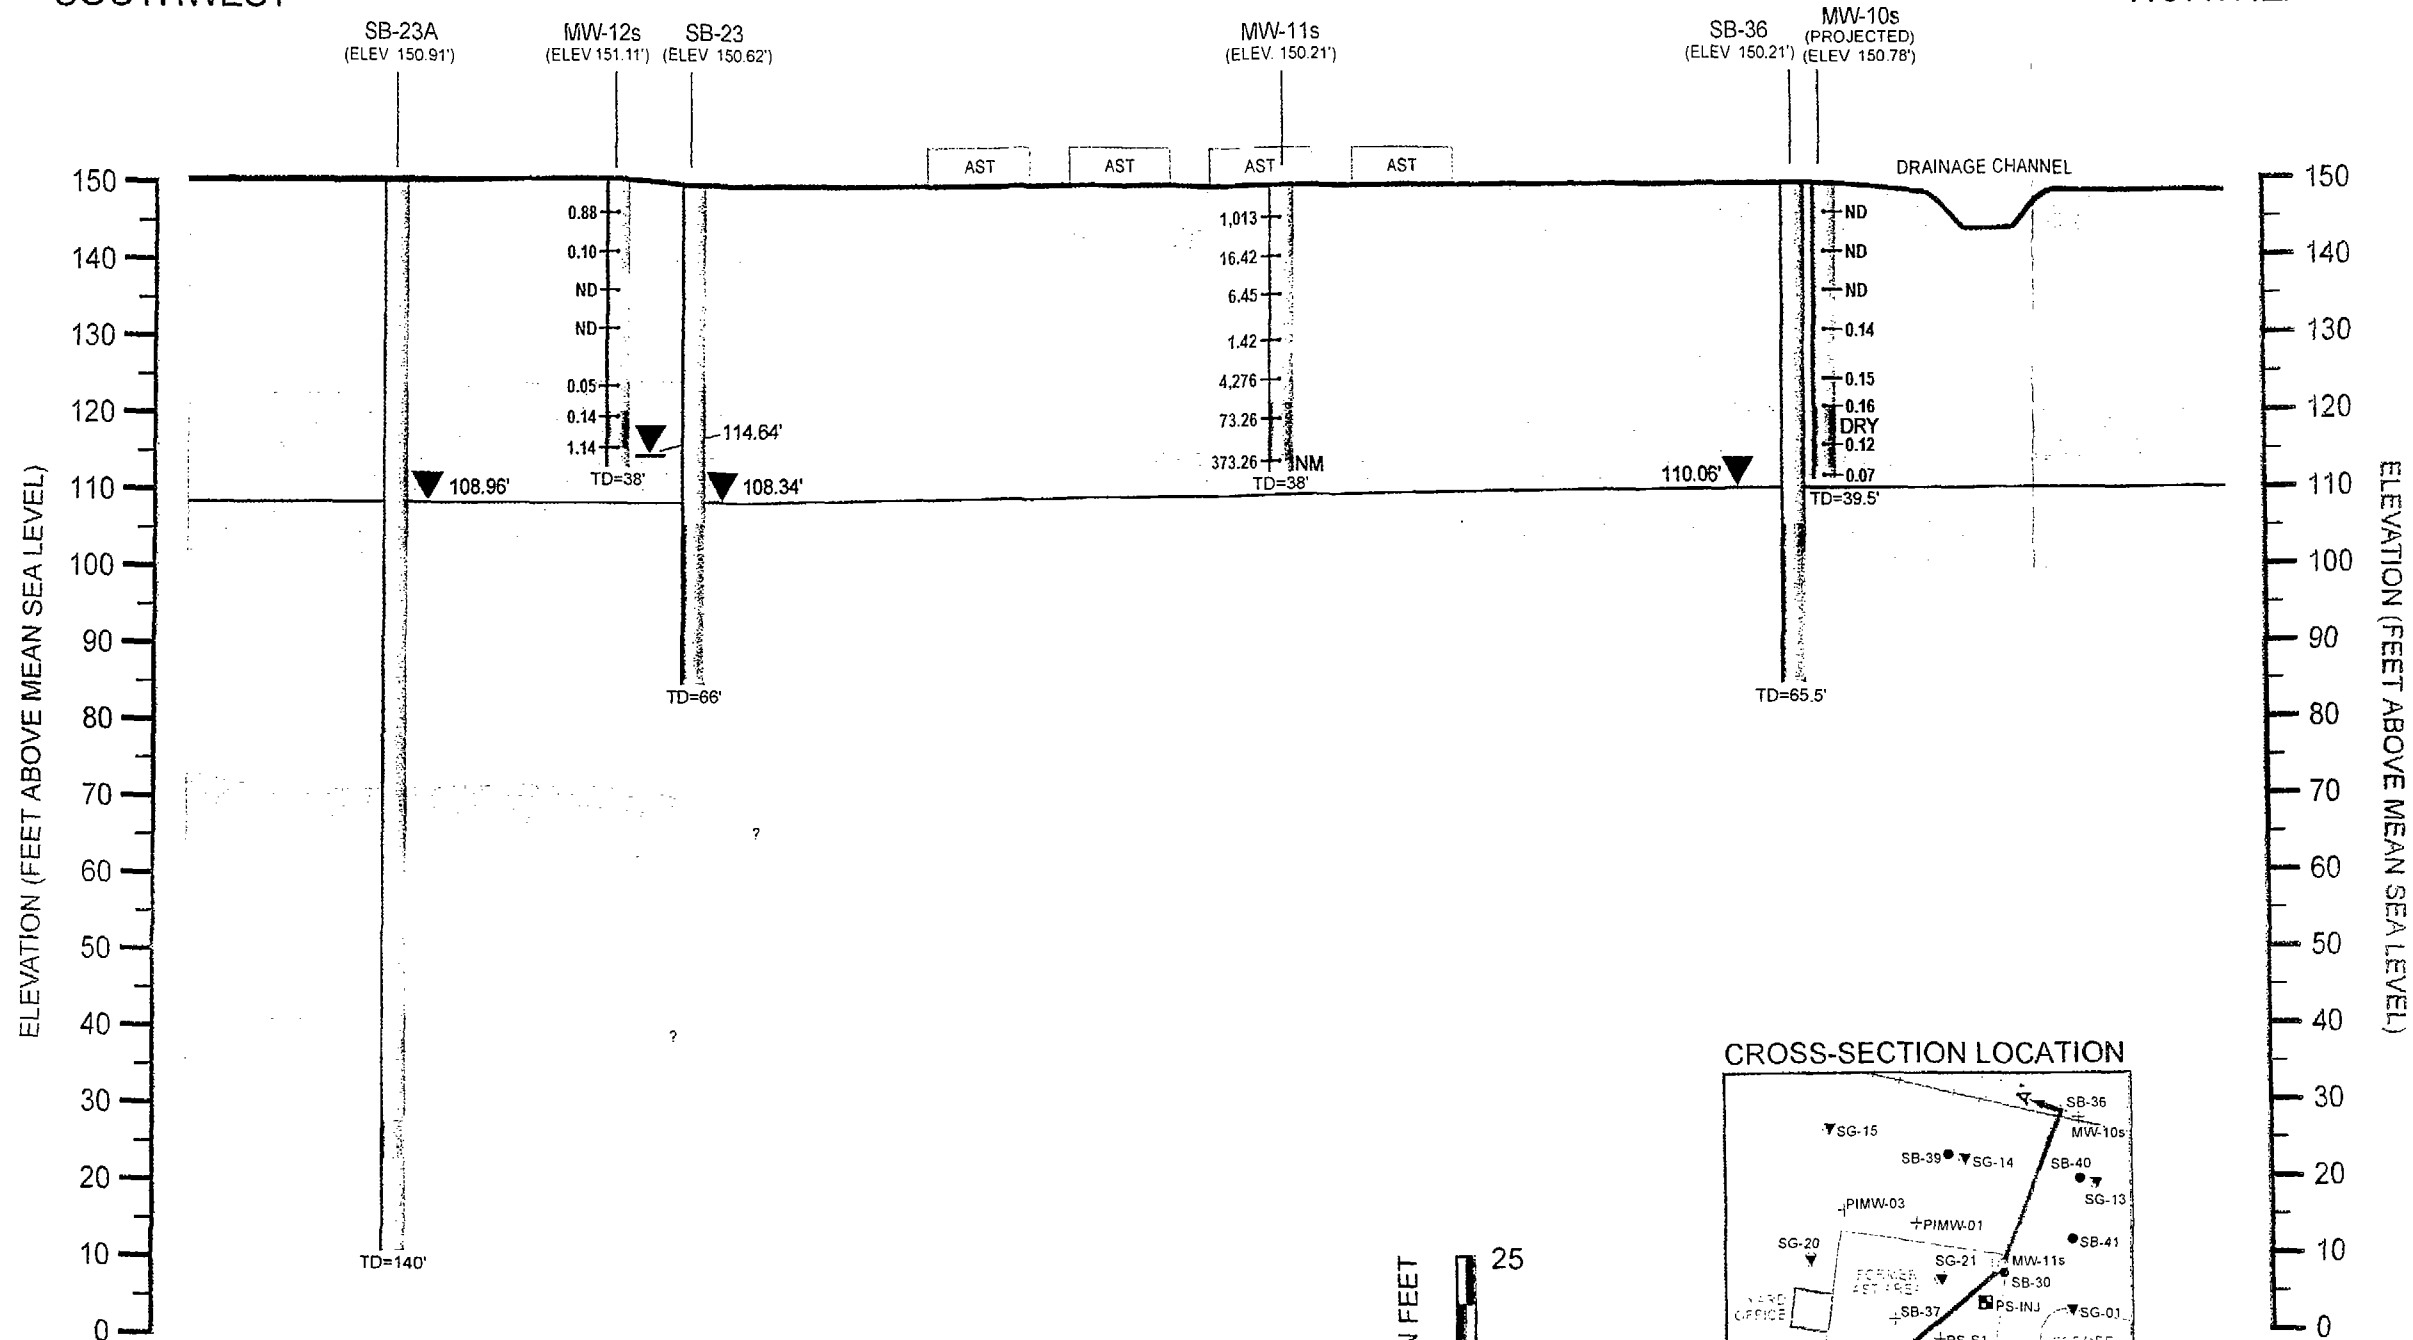 SOUTHWEST
SB-23A
(ELEV 150.91')
MW-12s
(ELEV 151.11')
SB-23
(ELEV 150.62')
MW-11s
(ELEV. 150.21')
SB-36
(ELEV 150.21')
MW-10s
(PROJECTED)
(ELEV 150.78')
AST
AST
AST
AST
DRAINAGE CHANNEL
ELEVATION (FEET ABOVE MEAN SEA LEVEL)
150
140
130
120
110
100
90
80
70
60
50
40
30
20
10
0
108.96'
TD=140'
0.88
0.10
ND
ND
0.05
0.14
1.14
TD=38'
114.64'
108.34'
TD=66'
1,013
16.42
6.45
1.42
4,276
73.26
373.26
NM
TD=38'
110.06'
TD=65.5'
ND
ND
ND
0.14
0.15
0.16
DRY
0.12
0.07
TD=39.5'
?
?
150
140
130
120
110
100
90
80
70
60
50
40
30
20
10
0
ELEVATION (FEET ABOVE MEAN SEA LEVEL)
25
FEET
CROSS-SECTION LOCATION
A'
SB-36
MW-10s
SG-15
SB-39
SG-14
SB-40
SG-13
PIMW-03
PIMW-01
SB-41
SG-20
SG-21
MW-11s
SB-30
FORMER
AST AREA
YARD
OFFICE
SB-37
PS-INJ
SG-01